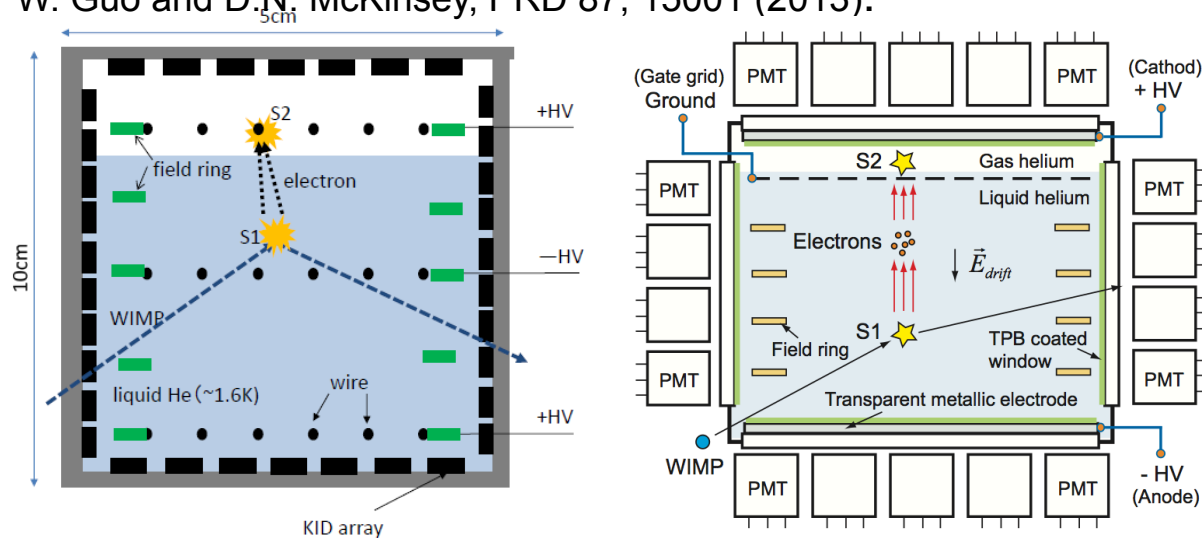 W. Guo and D.N. McKinsey, PRD 87, 15001 (2013).
5cm
10cm
S2
+HV
field ring
electron
S1
—HV
WIMP
liquid He (~1.6K)
wire
+HV
KID array
(Gate grid)
Ground
PMT
PMT
(Cathod)
+ HV
S2
Gas helium
PMT
Liquid helium
PMT
Electrons
E drift
S1
Field ring
TPB coated
window
PMT
PMT
Transparent metallic electrode
WIMP
PMT
PMT
- HV
(Anode)